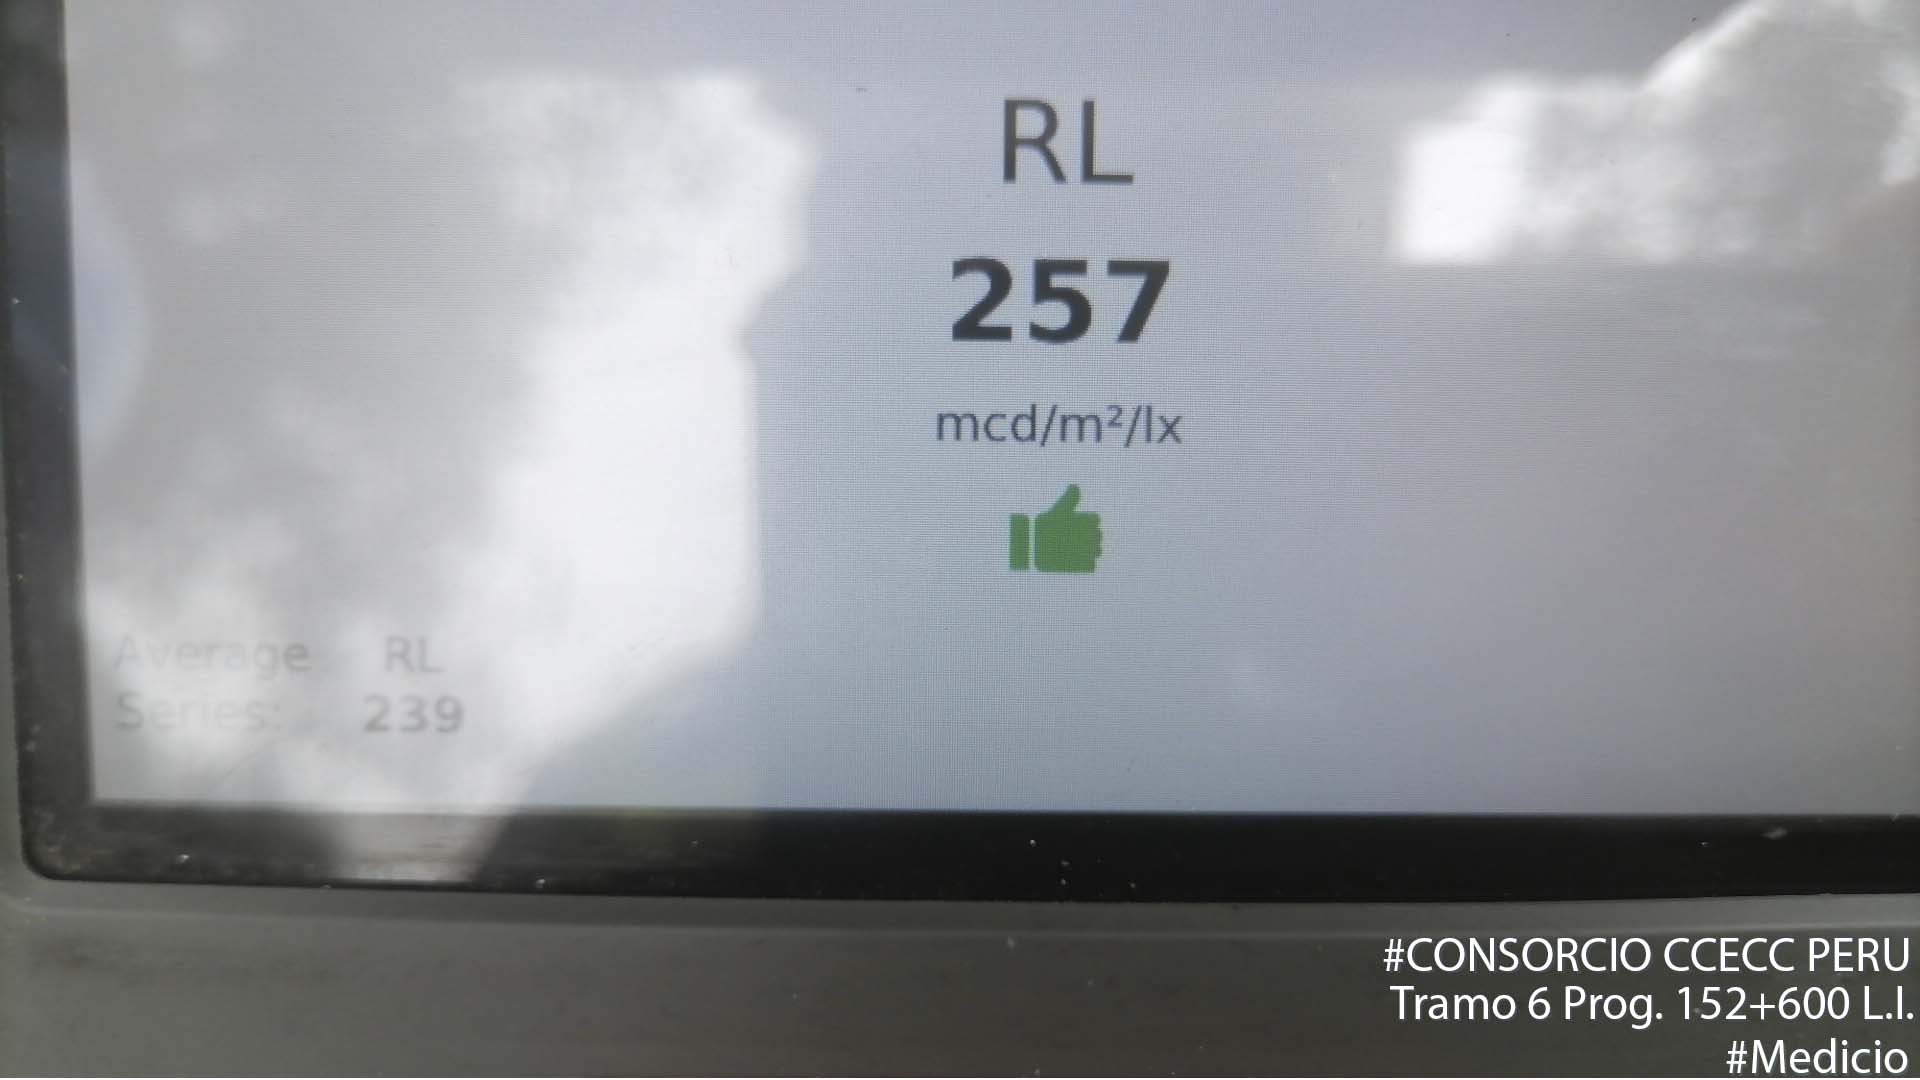 RL
257
mcd/m²/lx
Average RL
Series: 239
#CONSORCIO CCECC PERU
Tramo 6 Prog. 152+600 L.I.
#Medicio